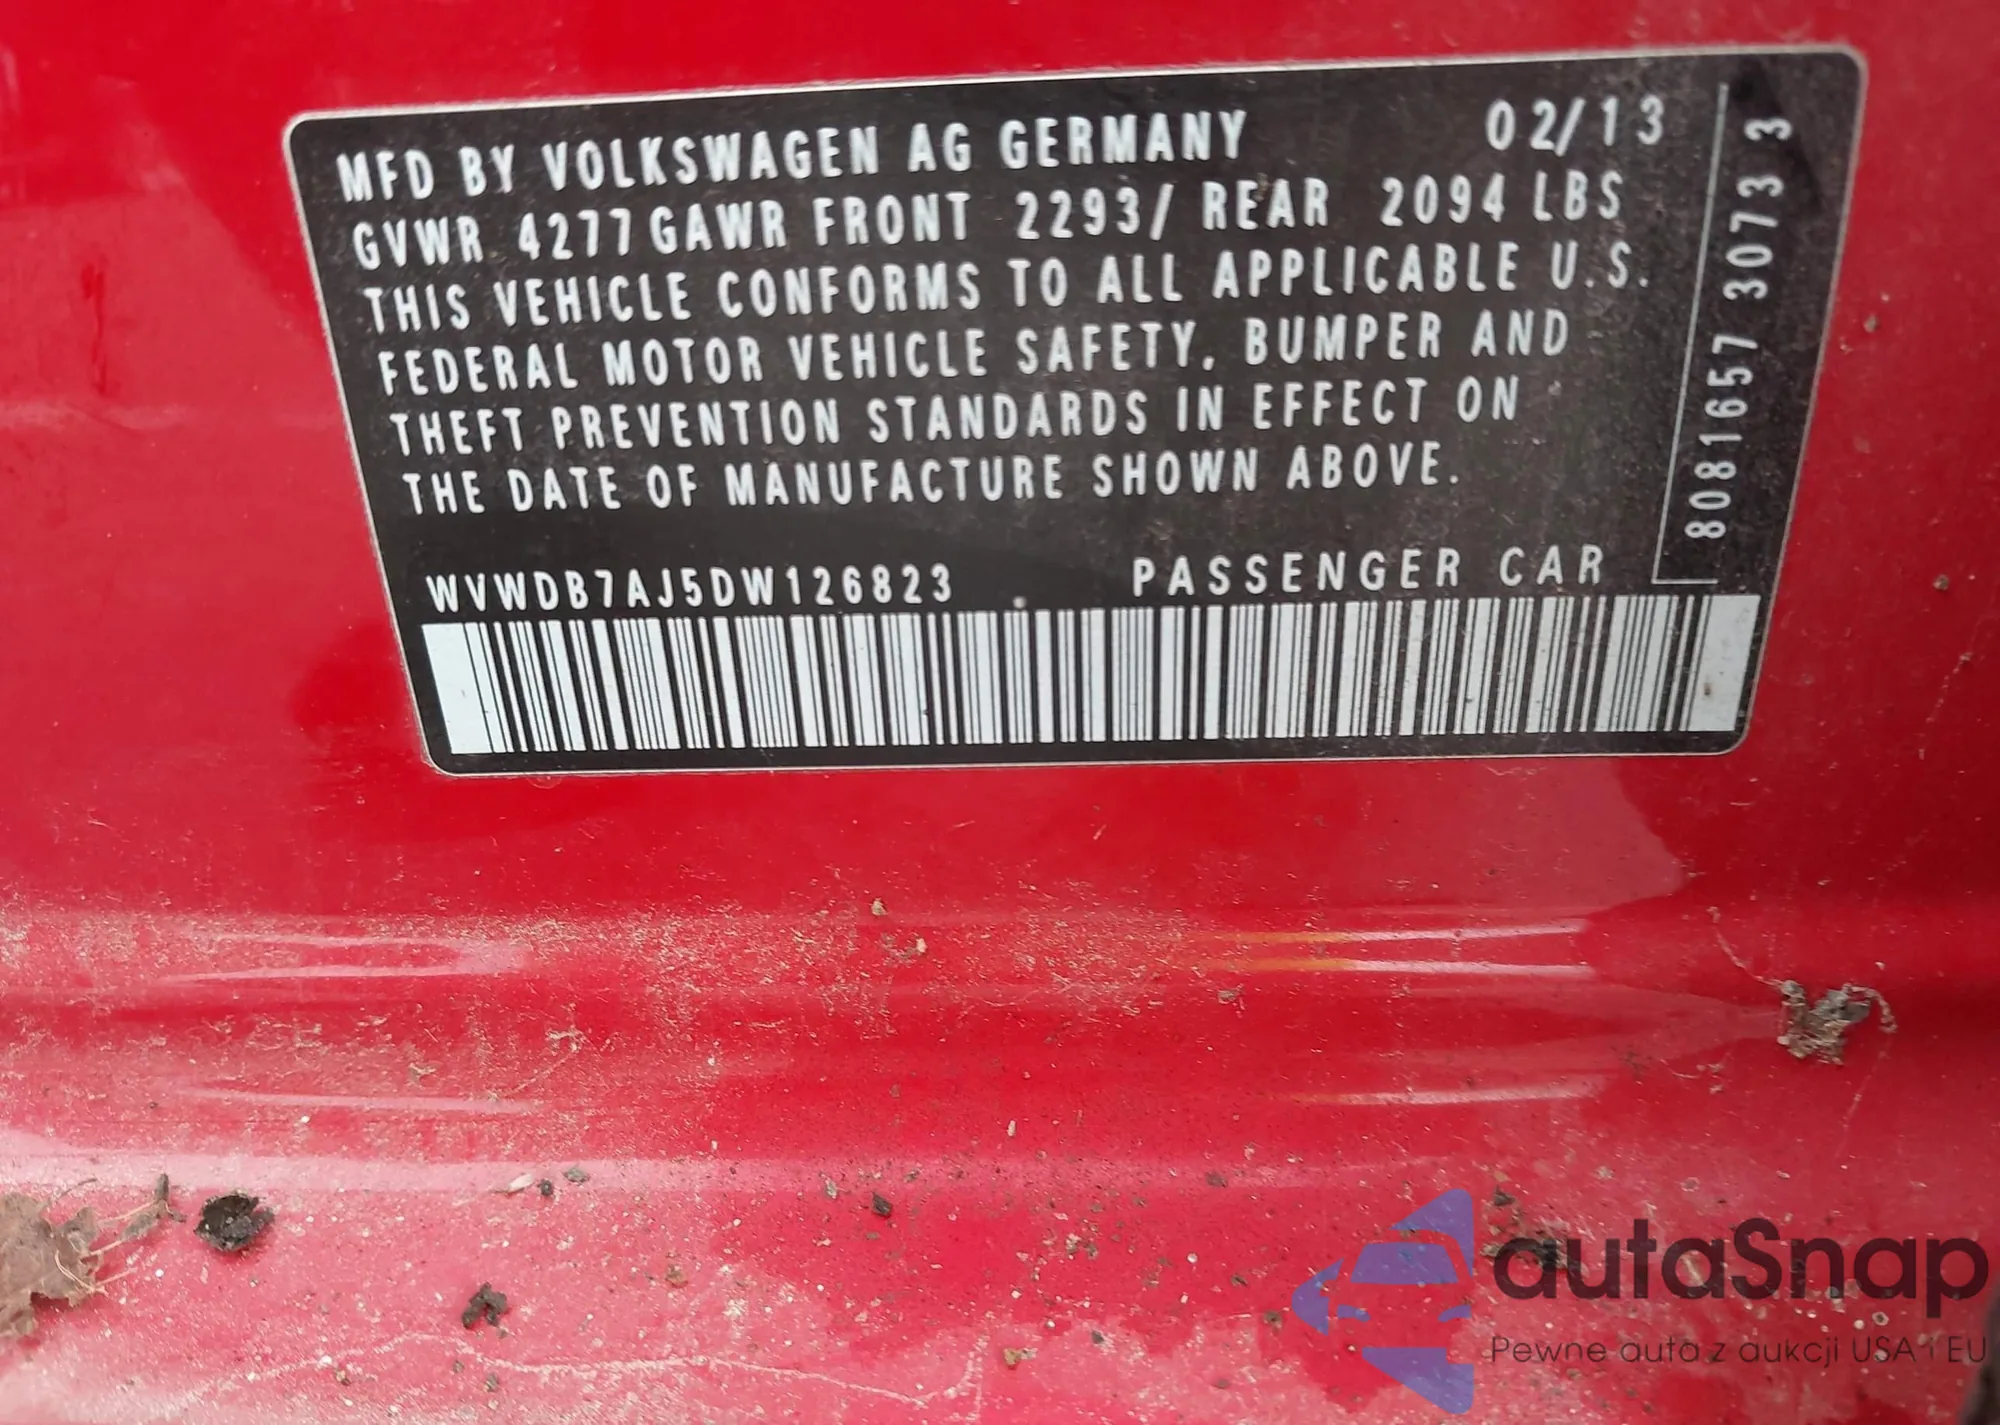 MFD BY VOLKSWAGEN AG GERMANY 02/13
GVWR 4277 GAWR FRONT 2293/ REAR 2094 LBS
THIS VEHICLE CONFORMS TO ALL APPLICABLE U.S.
FEDERAL MOTOR VEHICLE SAFETY, BUMPER AND
THEFT PREVENTION STANDARDS IN EFFECT ON
THE DATE OF MANUFACTURE SHOWN ABOVE.
WVWDB7AJ5DW126823 PASSENGER CAR
8081657 3073 3
autaSnap
Pewne auta z aukcji USA i EU